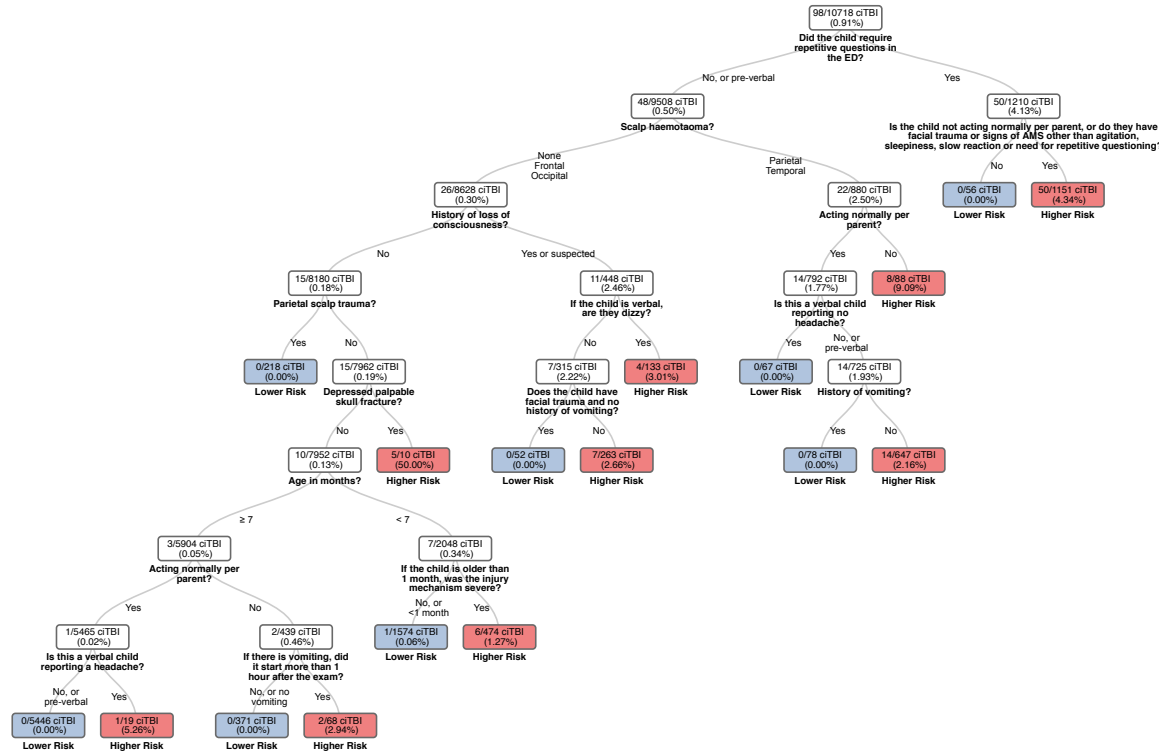 98/10718 ciTBI
(0.91%)
Did the child require
repetitive questions in
the ED?
No, or pre-verbal
Yes
48/9508 ciTBI
(0.50%)
Scalp haemotaoma?
50/1210 ciTBI
(4.13%)
Is the child not acting normally per parent, or do they have
facial trauma or signs of AMS other than agitation,
sleepiness, slow reaction or need for repetitive questioning?
None
Frontal
Occipital
Parietal
Temporal
No
Yes
26/8628 ciTBI
(0.30%)
History of loss of
consciousness?
22/880 ciTBI
(2.50%)
Acting normally per
parent?
0/56 ciTBI
(0.00%)
Lower Risk
50/1151 ciTBI
(4.34%)
Higher Risk
No
Yes or suspected
Yes
No
15/8180 ciTBI
(0.18%)
Parietal scalp trauma?
11/448 ciTBI
(2.46%)
If the child is verbal,
are they dizzy?
14/792 ciTBI
(1.77%)
Is this a verbal child
reporting no
headache?
8/88 ciTBI
(9.09%)
Higher Risk
Yes
No
No
Yes
Yes
No, or
pre-verbal
0/218 ciTBI
(0.00%)
Lower Risk
15/7962 ciTBI
(0.19%)
Depressed palpable
skull fracture?
7/315 ciTBI
(2.22%)
Does the child have
facial trauma and no
history of vomiting?
4/133 ciTBI
(3.01%)
Higher Risk
0/67 ciTBI
(0.00%)
Lower Risk
14/725 ciTBI
(1.93%)
History of vomiting?
No
Yes
Yes
No
Yes
No
10/7952 ciTBI
(0.13%)
Age in months?
5/10 ciTBI
(50.00%)
Higher Risk
0/52 ciTBI
(0.00%)
Lower Risk
7/263 ciTBI
(2.66%)
Higher Risk
0/78 ciTBI
(0.00%)
Lower Risk
14/647 ciTBI
(2.16%)
Higher Risk
≥ 7
< 7
3/5904 ciTBI
(0.05%)
Acting normally per
parent?
7/2048 ciTBI
(0.34%)
If the child is older than
1 month, was the injury
mechanism severe?
Yes
No
No, or
<1 month
Yes
1/5465 ciTBI
(0.02%)
Is this a verbal child
reporting a headache?
2/439 ciTBI
(0.46%)
If there is vomiting, did
it start more than 1
hour after the exam?
1/1574 ciTBI
(0.06%)
Lower Risk
6/474 ciTBI
(1.27%)
Higher Risk
No, or
pre-verbal
Yes
No, or no
vomiting
Yes
0/5446 ciTBI
(0.00%)
Lower Risk
1/19 ciTBI
(5.26%)
Higher Risk
0/371 ciTBI
(0.00%)
Lower Risk
2/68 ciTBI
(2.94%)
Higher Risk